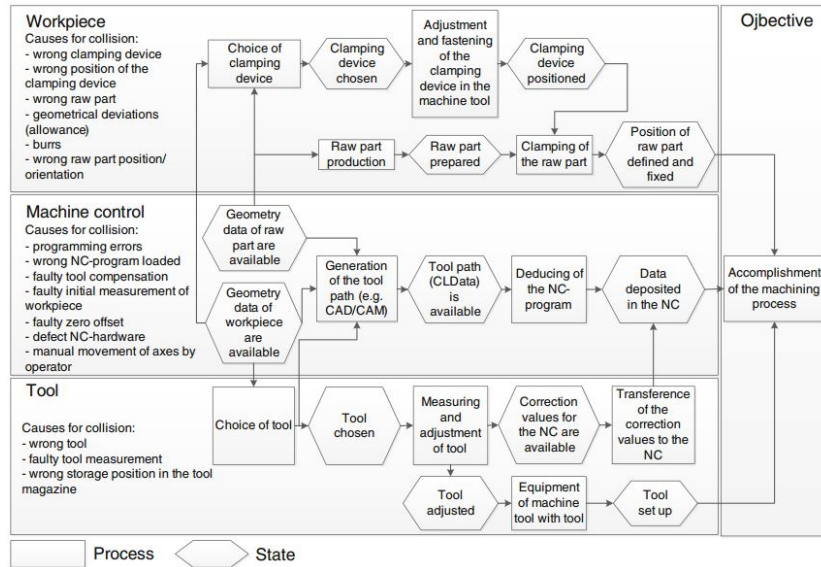 Workpiece
Causes for collision:
- wrong clamping device
- wrong position of the
clamping device
- wrong raw part
- geometrical deviations
(allowance)
- burrs
- wrong raw part position/
orientation
Choice of
clamping
device
Clamping
device
chosen
Adjustment
and fastening
of the
clamping
device in the
machine tool
Clamping
device
positioned
Raw part
production
Raw part
prepared
Clamping of
the raw part
Position of
raw part
defined and
fixed
Ojbective
Machine control
Causes for collision:
- programming errors
- wrong NC-program loaded
- faulty tool compensation
- faulty initial measurement of
workpiece
- faulty zero offset
- defect NC-hardware
- manual movement of axes by
operator
Geometry
data of raw
part are
available
Geometry
data of
workpiece are
available
Generation
of the tool
path (e.g.
CAD/CAM)
Tool path
(CLData) is
available
Deducing of
the NC-
program
Data
deposited
in the NC
Accomplishment
of the machining
process
Tool
Causes for collision:
- wrong tool
- faulty tool measurement
- wrong storage position in the tool
magazine
Choice of tool
Tool
chosen
Measuring
and
adjustment
of tool
Correction
values for
the NC are
available
Transference
of the
correction
values to the
NC
Tool
adjusted
Equipment
of machine
tool with tool
Tool
set up
Process
State